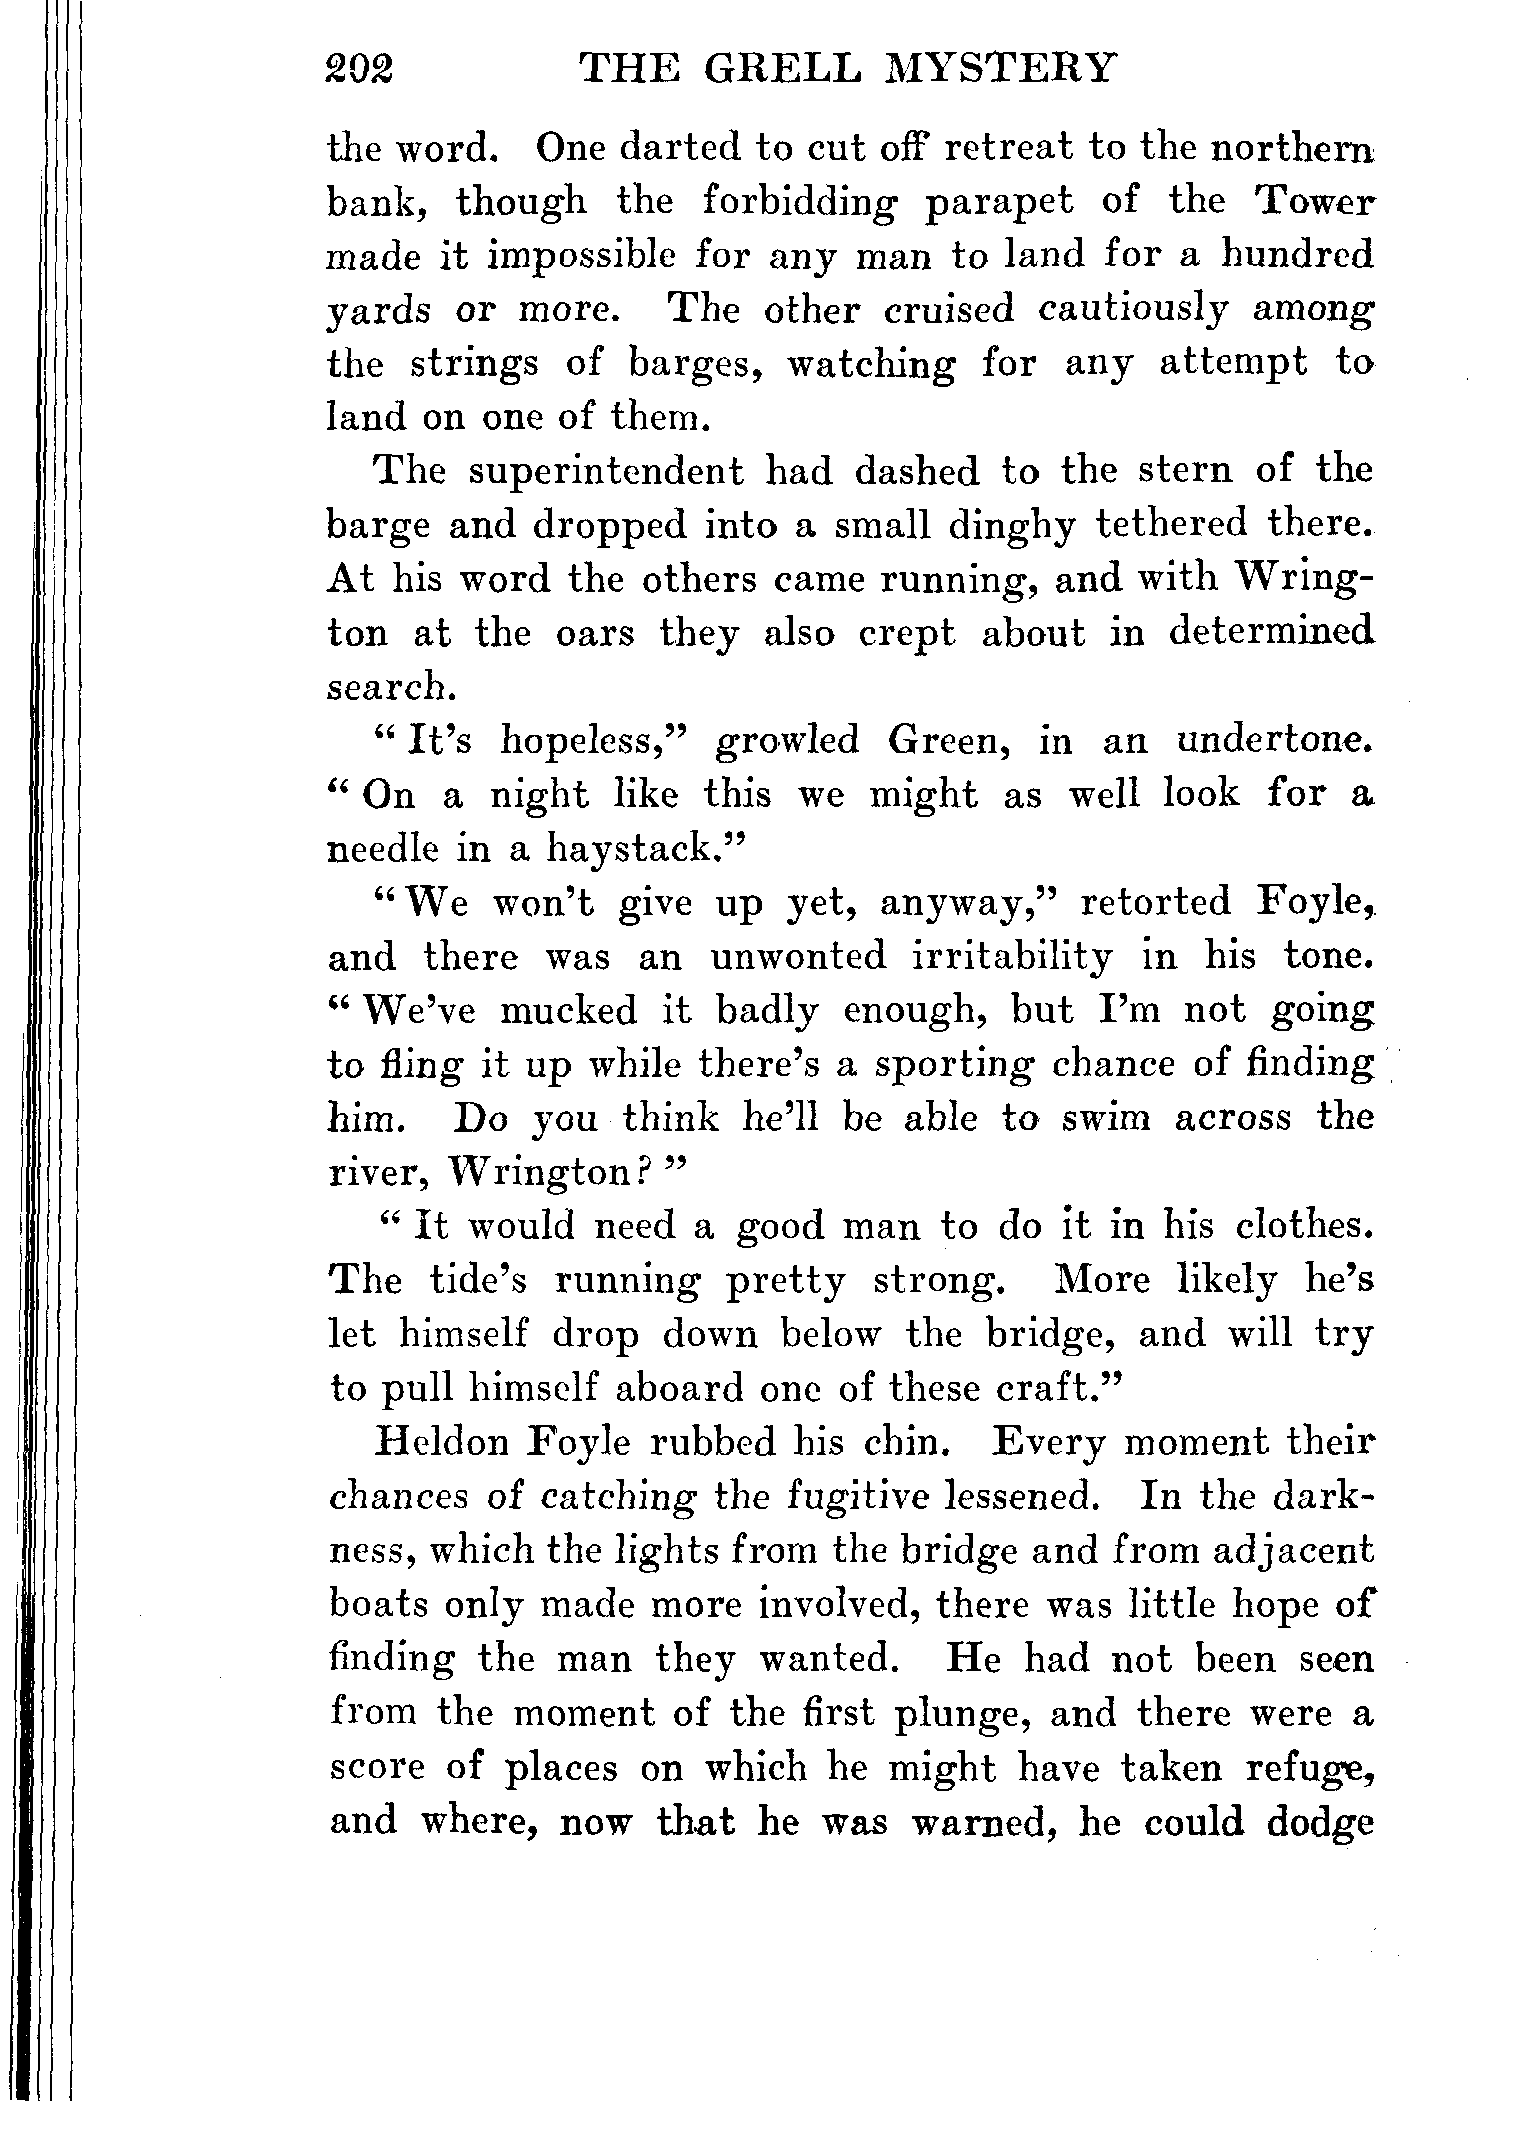 202 THE GRELL MYSTERY
the word. One darted to cut off retreat to the northern
bank, though the forbidding parapet of the Tower
made it impossible for any man to land for a hundred
yards or more. The other cruised cautiously among
the strings of barges, watching for any attempt to
land on one of them.
The superintendent had dashed to the stern of the
barge and dropped into a small dinghy tethered there.
At his word the others came running, and with Wring-
ton at the oars they also crept about in determined
search.
“ It’s hopeless,” growled Green, in an undertone.
“ On a night like this we might as well look for a
needle in a haystack.”
“ We won’t give up yet, anyway,” retorted Foyle,
and there was an unwonted irritability in his tone.
“ We’ve mucked it badly enough, but I’m not going
to fling it up while there’s a sporting chance of finding
him. Do you think he’ll be able to swim across the
river, Wrington? ”
“ It would need a good man to do it in his clothes.
The tide’s running pretty strong. More likely he’s
let himself drop down below the bridge, and will try
to pull himself aboard one of these craft.”
Heldon Foyle rubbed his chin. Every moment their
chances of catching the fugitive lessened. In the dark-
ness, which the lights from the bridge and from adjacent
boats only made more involved, there was little hope of
finding the man they wanted. He had not been seen
from the moment of the first plunge, and there were a
score of places on which he might have taken refuge,
and where, now that he was warned, he could dodge